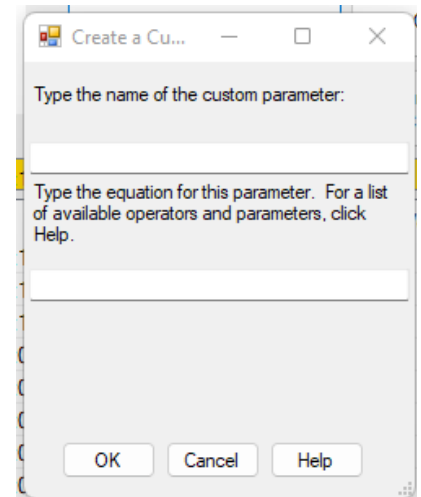 Create a Cu...
Type the name of the custom parameter:
Type the equation for this parameter. For a list
of available operators and parameters, click
Help.
OK Cancel Help